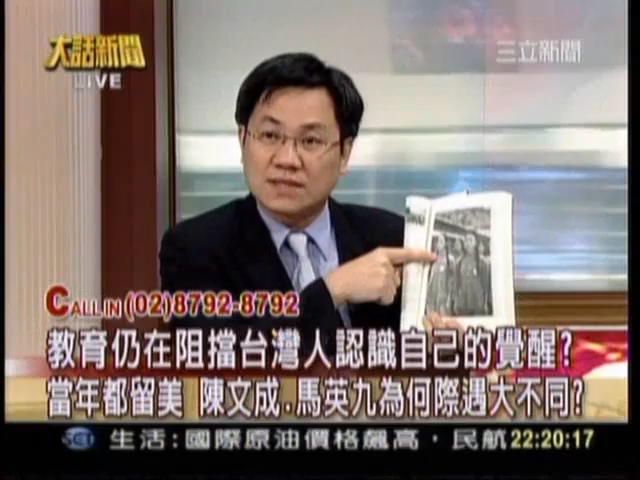 大話新聞
LIVE
三立新聞
CALL IN (02)8792-8792
教育仍在阻擋台灣人認識自己的覺醒?
當年都留美 陳文成.馬英九為何際遇大不同?
SET 生活:國際原油價格飆高,民航 22:20:17